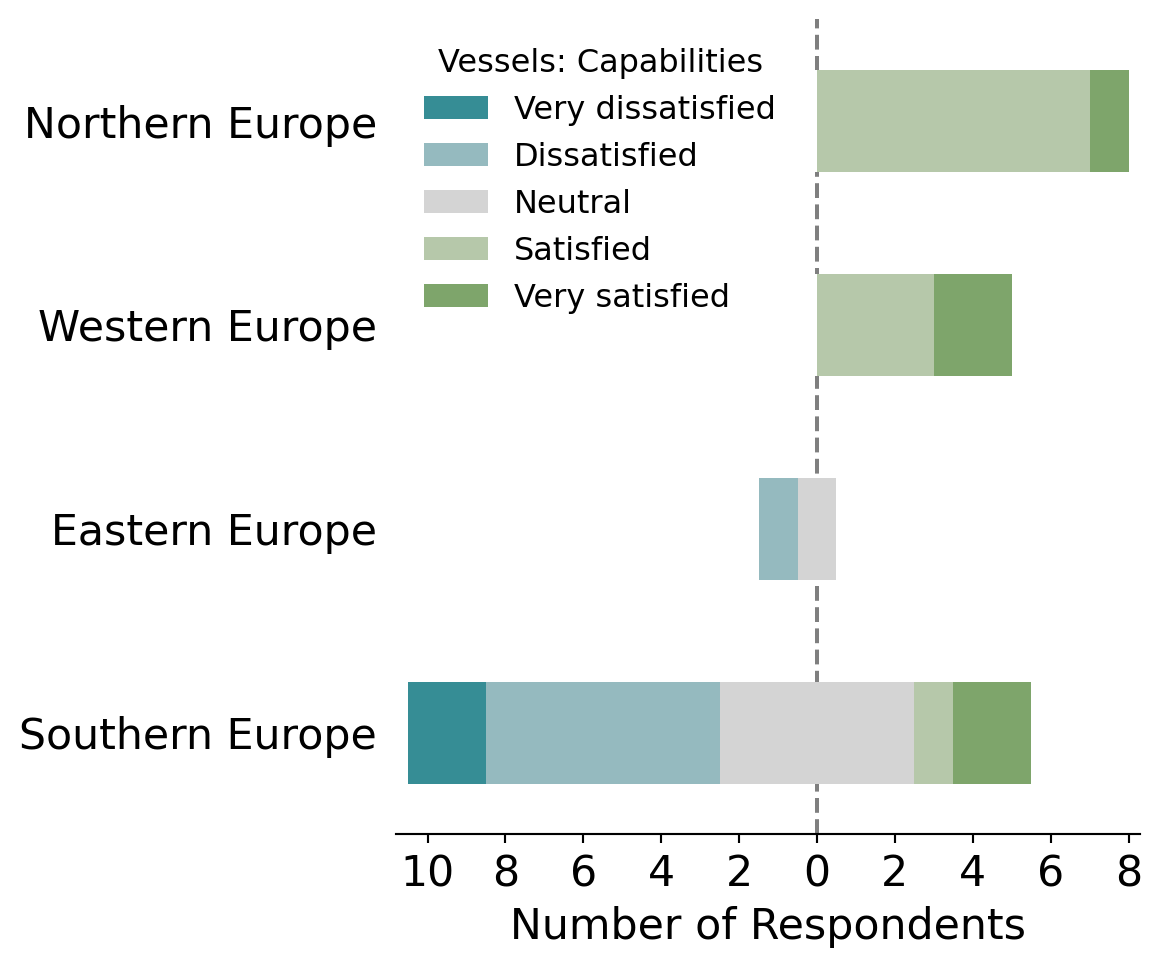 Vessels: Capabilities
Very dissatisfied
Dissatisfied
Neutral
Satisfied
Very satisfied
Northern Europe
Western Europe
Eastern Europe
Southern Europe
10 8 6 4 2 0 2 4 6 8
Number of Respondents